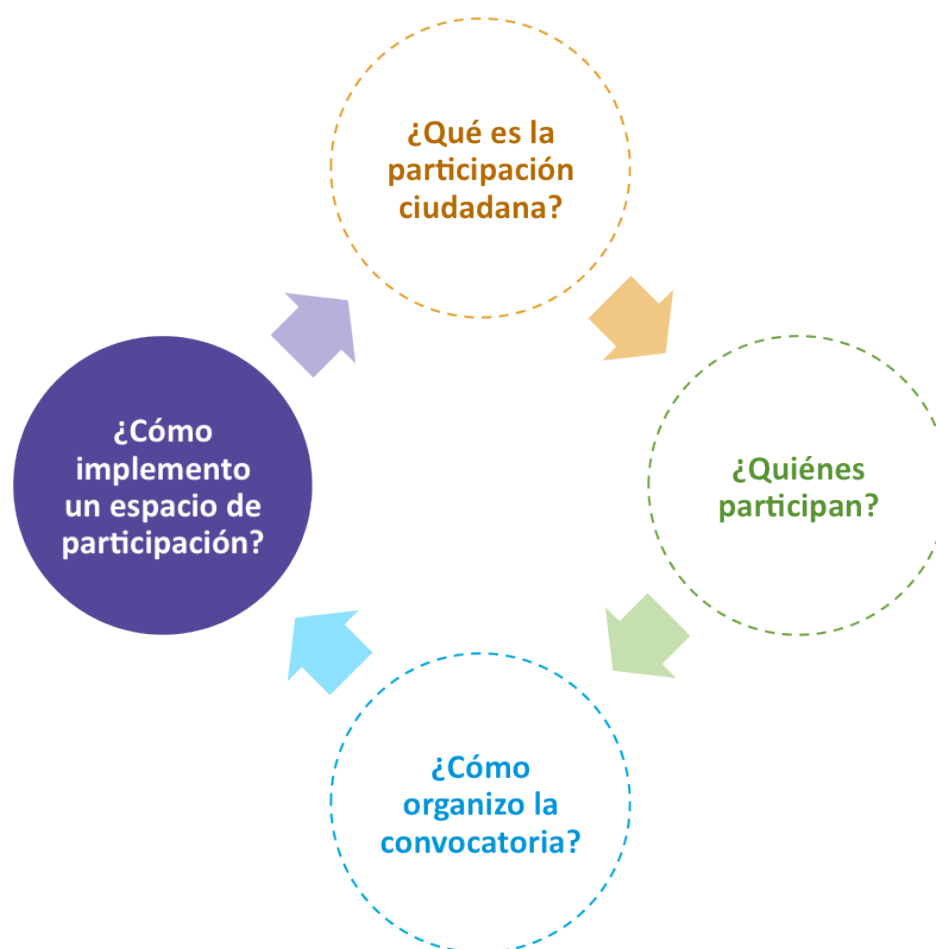 ¿Qué es la
participación
ciudadana?
¿Quiénes
participan?
¿Cómo
organizo la
convocatoria?
¿Cómo
implemento
un espacio de
participación?